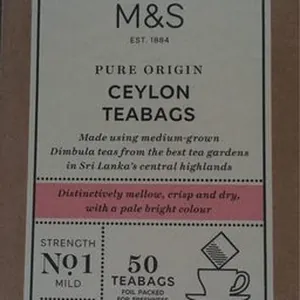 M&S
EST. 1884
PURE ORIGIN
CEYLON
TEABAGS
Made using medium-grown
Dimbula teas from the best tea gardens
in Sri Lanka's central highlands
Distinctively mellow, crisp and dry,
with a pale bright colour
STRENGTH
No1
MILD
50
TEABAGS
FOIL PACKED
FOR FRESHNESS